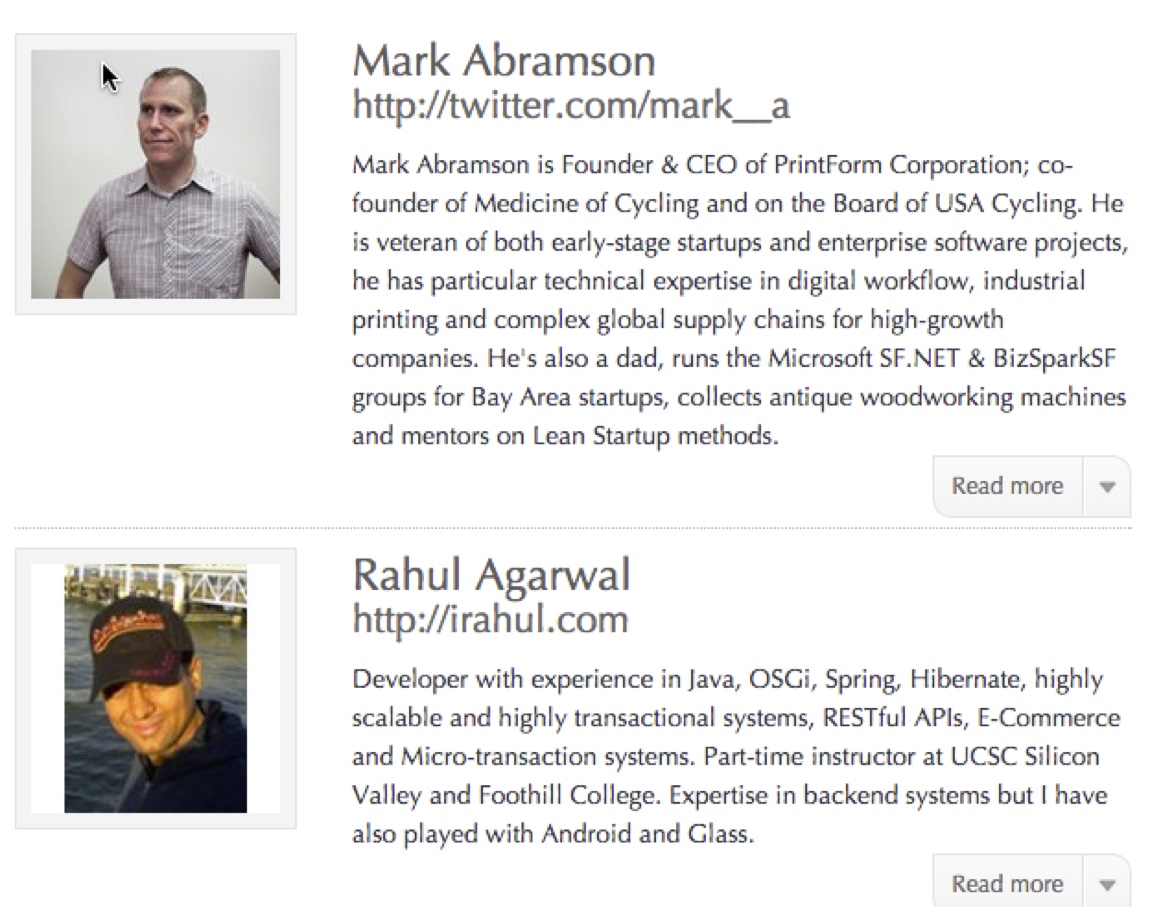 Mark Abramson
http://twitter.com/mark__a
Mark Abramson is Founder & CEO of PrintForm Corporation; co-
founder of Medicine of Cycling and on the Board of USA Cycling. He
is veteran of both early-stage startups and enterprise software projects,
he has particular technical expertise in digital workflow, industrial
printing and complex global supply chains for high-growth
companies. He's also a dad, runs the Microsoft SF.NET & BizSparkSF
groups for Bay Area startups, collects antique woodworking machines
and mentors on Lean Startup methods.
Read more
Rahul Agarwal
http://irahul.com
Developer with experience in Java, OSGi, Spring, Hibernate, highly
scalable and highly transactional systems, RESTful APIs, E-Commerce
and Micro-transaction systems. Part-time instructor at UCSC Silicon
Valley and Foothill College. Expertise in backend systems but I have
also played with Android and Glass.
Read more